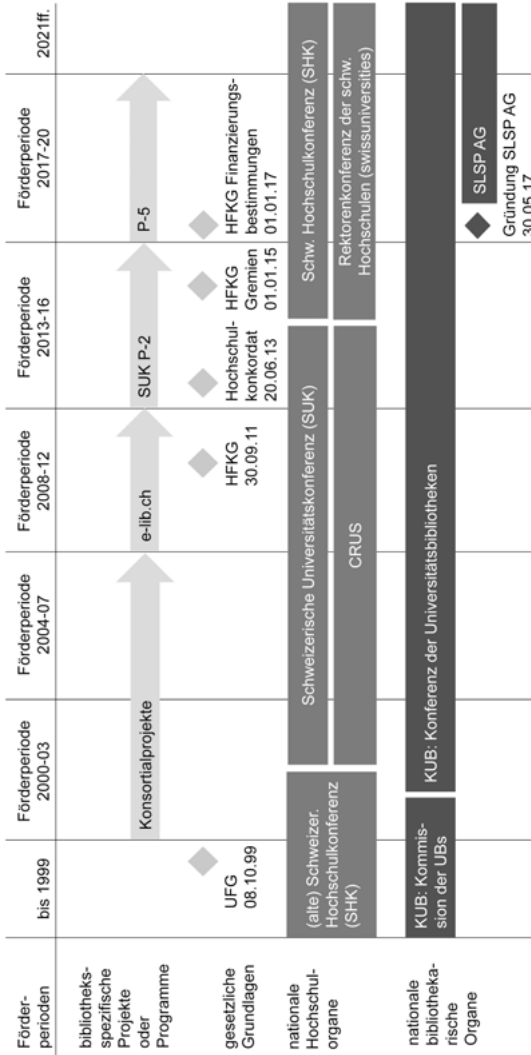 Förder-
perioden
bis 1999
Förderperiode
2000-03
Förderperiode
2004-07
Förderperiode
2008-12
Förderperiode
2013-16
Förderperiode
2017-20
2021ff.
bibliotheks-
spezifische
Projekte
oder
Programme
Konsortialprojekte
e-lib.ch
SUK P-2
P-5
gesetzliche
Grundlagen
UFG
08.10.99
HFKG
30.09.11
Hochschul-
konkordat
20.06.13
HFKG
Gremien
01.01.15
HFKG Finanzierungs-
bestimmungen
01.01.17
nationale
Hochschul-
organe
(alte) Schweizer.
Hochschulkonferenz
(SHK)
Schweizerische Universitätskonferenz (SUK)
CRUS
Schw. Hochschulkonferenz (SHK)
Rektorenkonferenz der schw.
Hochschulen (swissuniversities)
nationale
bibliotheka-
rische
Organe
KUB: Kommis-
sion der UBs
KUB: Konferenz der Universitätsbibliotheken
SLSP AG
Gründung SLSP AG
30.05.17